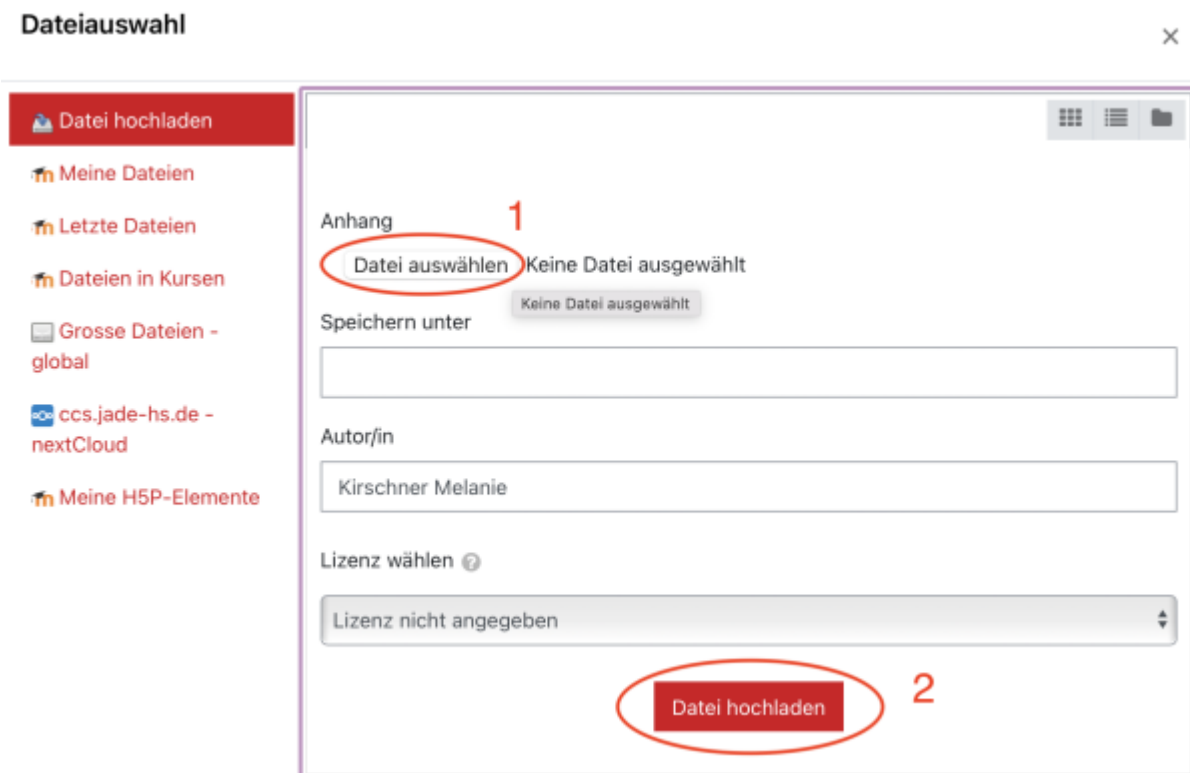 Dateiauswahl
Datei hochladen
Meine Dateien
Letzte Dateien
Dateien in Kursen
Grosse Dateien -
global
ccs.jade-hs.de -
nextCloud
Meine H5P-Elemente
Anhang
1
Datei auswählen Keine Datei ausgewählt
Keine Datei ausgewählt
Speichern unter
Autor/in
Kirschner Melanie
Lizenz wählen
Lizenz nicht angegeben
Datei hochladen
2